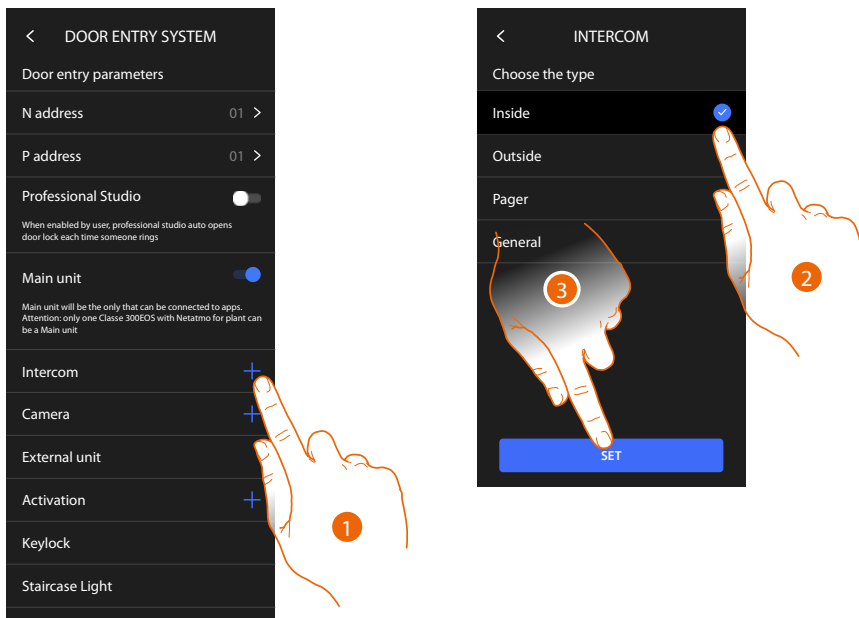 < DOOR ENTRY SYSTEM
Door entry parameters
N address 01 >
P address 01 >
Professional Studio
When enabled by user, professional studio auto opens
door lock each time someone rings
Main unit
Main unit will be the only that can be connected to apps.
Attention: only one Classe 300EOS with Netatmo for plant can
be a Main unit
Intercom +
Camera +
External unit
Activation +
Keylock
Staircase Light
1
< INTERCOM
Choose the type
Inside
Outside
Pager
General
2
3
SET